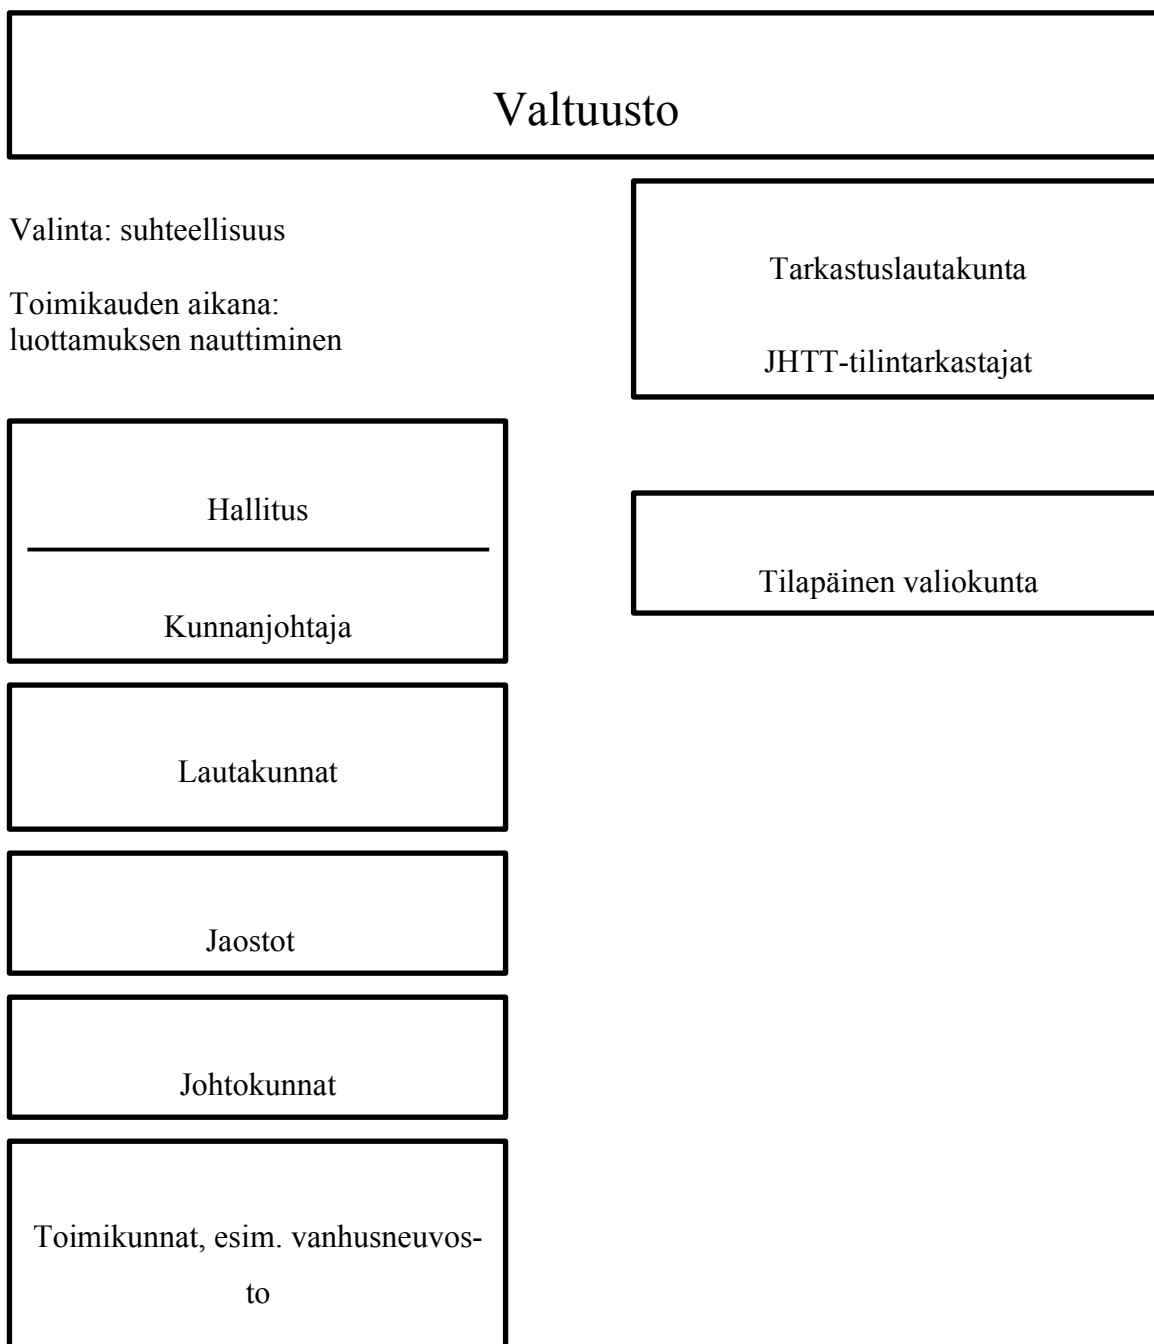 Valtuusto
Valinta: suhteellisuus
Toimikauden aikana:
luottamuksen nauttiminen
Tarkastuslautakunta
JHTT-tilintarkastajat
Hallitus
Kunnanjohtaja
Tilapäinen valiokunta
Lautakunnat
Jaostot
Johtokunnat
Toimikunnat, esim. vanhusneuvos-
to